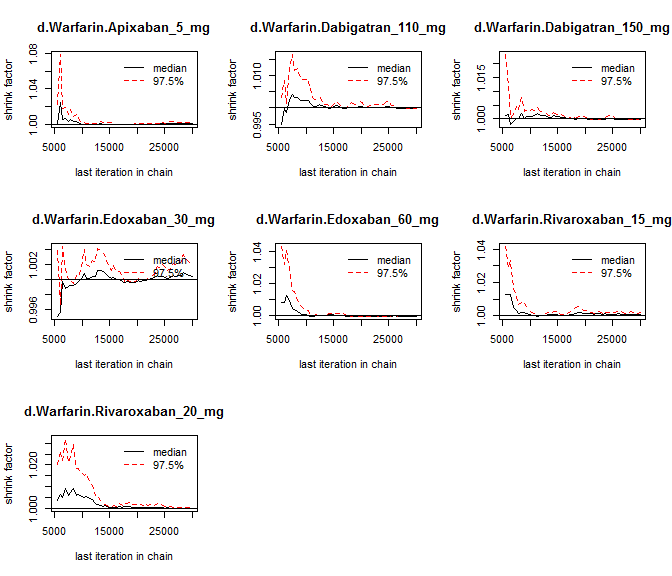 d.Warfarin.Apixaban_5_mg
shrink factor
1.00 1.04 1.08
median
97.5%
5000 15000 25000
last iteration in chain
d.Warfarin.Dabigatran_110_mg
shrink factor
0.995 1.010
median
97.5%
5000 15000 25000
last iteration in chain
d.Warfarin.Dabigatran_150_mg
shrink factor
1.000 1.015
median
97.5%
5000 15000 25000
last iteration in chain
d.Warfarin.Edoxaban_30_mg
shrink factor
0.996 1.002
median
97.5%
5000 15000 25000
last iteration in chain
d.Warfarin.Edoxaban_60_mg
shrink factor
1.00 1.02 1.04
median
97.5%
5000 15000 25000
last iteration in chain
d.Warfarin.Rivaroxaban_15_mg
shrink factor
1.00 1.02 1.04
median
97.5%
5000 15000 25000
last iteration in chain
d.Warfarin.Rivaroxaban_20_mg
shrink factor
1.000 1.020
median
97.5%
5000 15000 25000
last iteration in chain